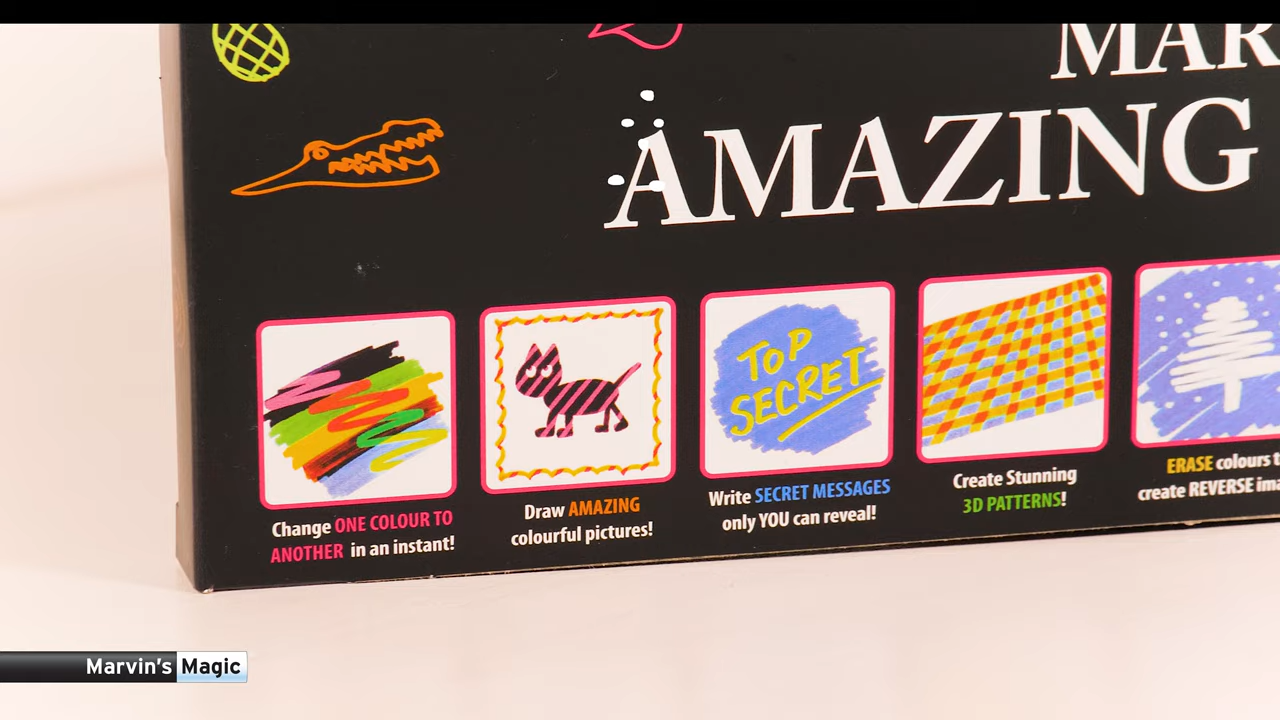 MAR
AMAZING
TOP
SECRET
Change ONE COLOUR TO
ANOTHER in an instant!
Draw AMAZING
colourful pictures!
Write SECRET MESSAGES
only YOU can reveal!
Create Stunning
3D PATTERNS!
ERASE colours t
create REVERSE ima
Marvin's Magic